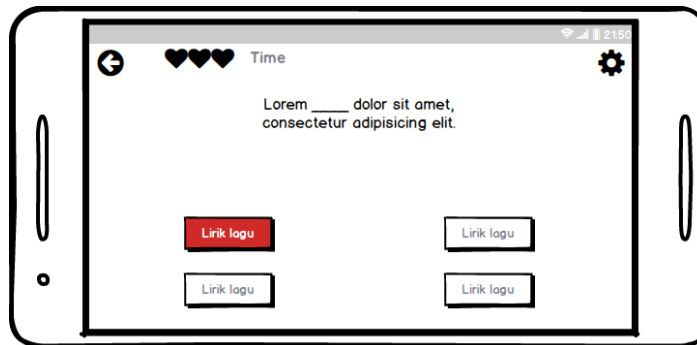 21:50
Time
Lorem _____ dolor sit amet,
consectetur adipisicing elit.
Lirik lagu
Lirik lagu
Lirik lagu
Lirik lagu